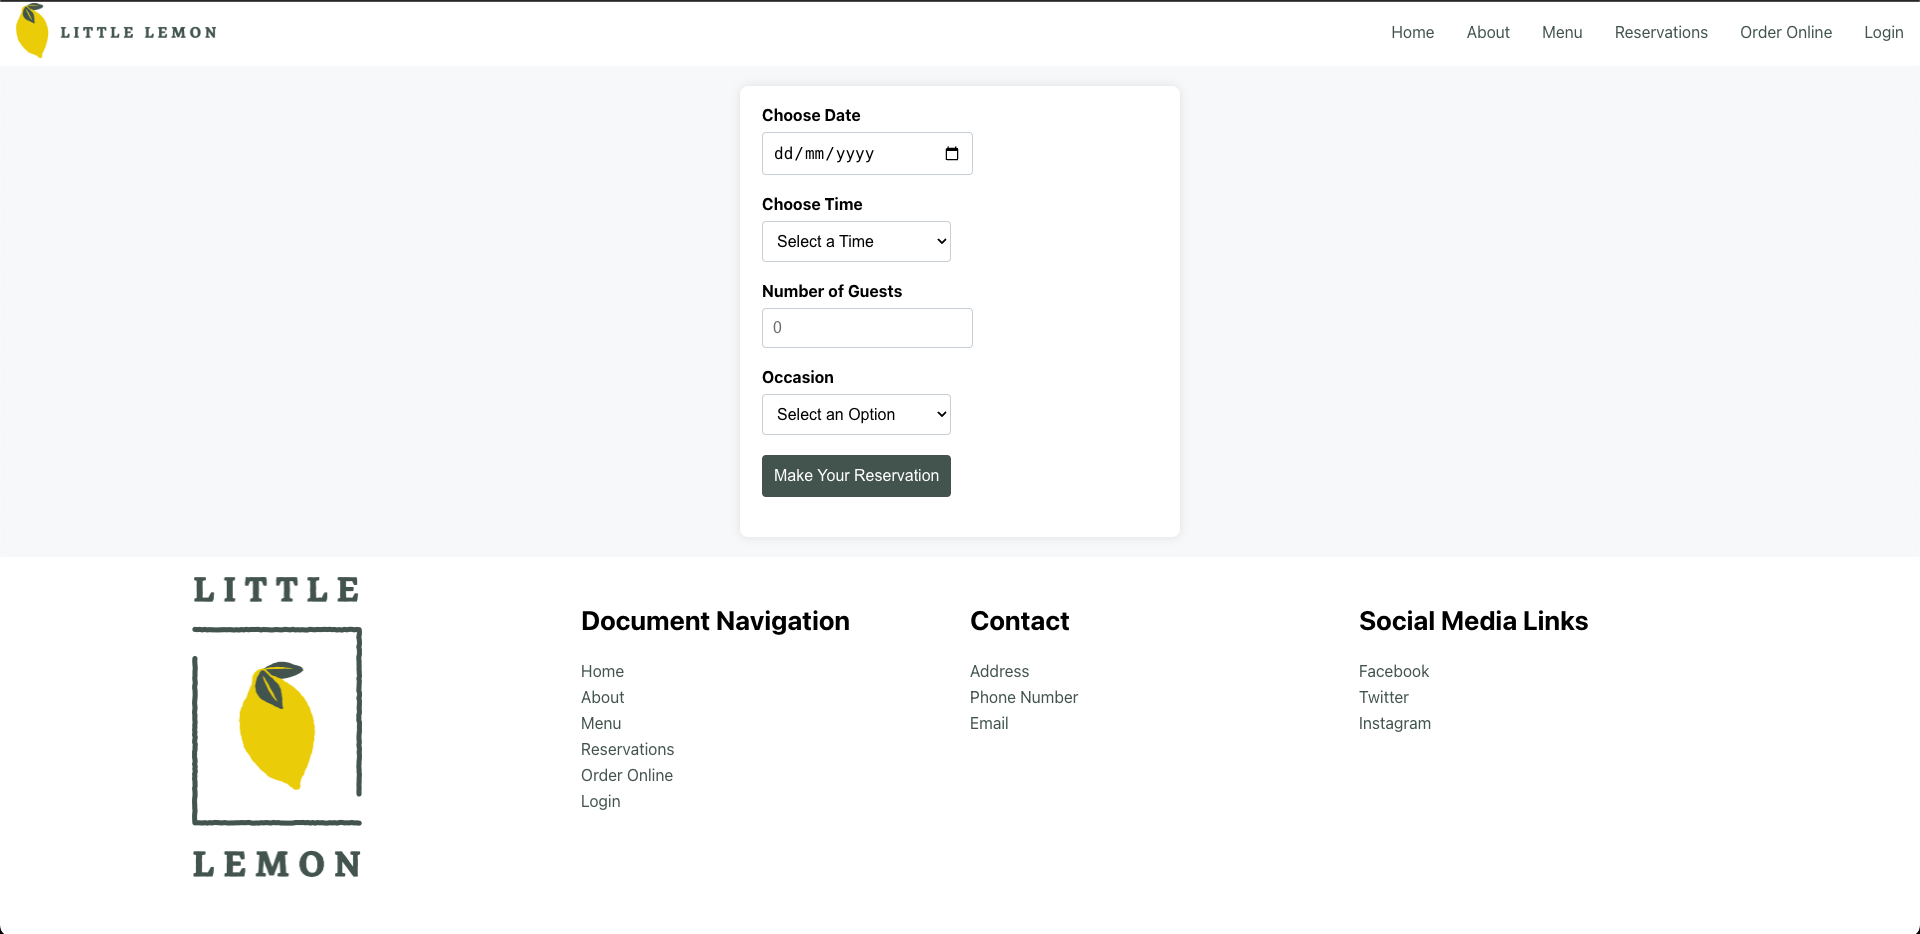 LITTLE LEMON
Home About Menu Reservations Order Online Login
Choose Date
dd/mm/yyyy
Choose Time
Select a Time
Number of Guests
0
Occasion
Select an Option
Make Your Reservation
LITTLE
LEMON
Document Navigation
Home
About
Menu
Reservations
Order Online
Login
Contact
Address
Phone Number
Email
Social Media Links
Facebook
Twitter
Instagram